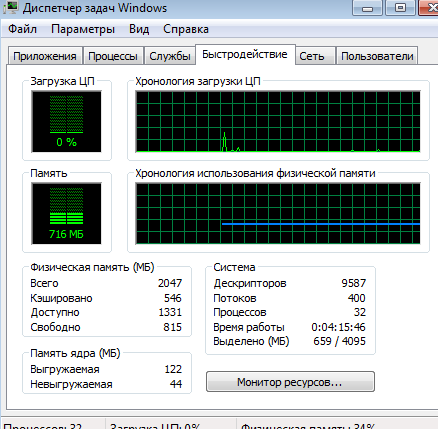 Диспетчер задач Windows
Файл Параметры Вид Справка
Приложения Процессы Службы Быстродействие Сеть Пользователи
Загрузка ЦП Хронология загрузки ЦП
0 %
Память Хронология использования физической памяти
716 МБ
Физическая память (МБ) Система
Всего 2047 Дескрипторов 9587
Кэшировано 546 Потоков 400
Доступно 1331 Процессов 32
Свободно 815 Время работы 0:04:15:46
Выделено (МБ) 659 / 4095
Память ядра (МБ)
Выгружаемая 122
Невыгружаемая 44 Монитор ресурсов...
Процессов: 32 Загрузка ЦП: 0% Физическая память: 34%